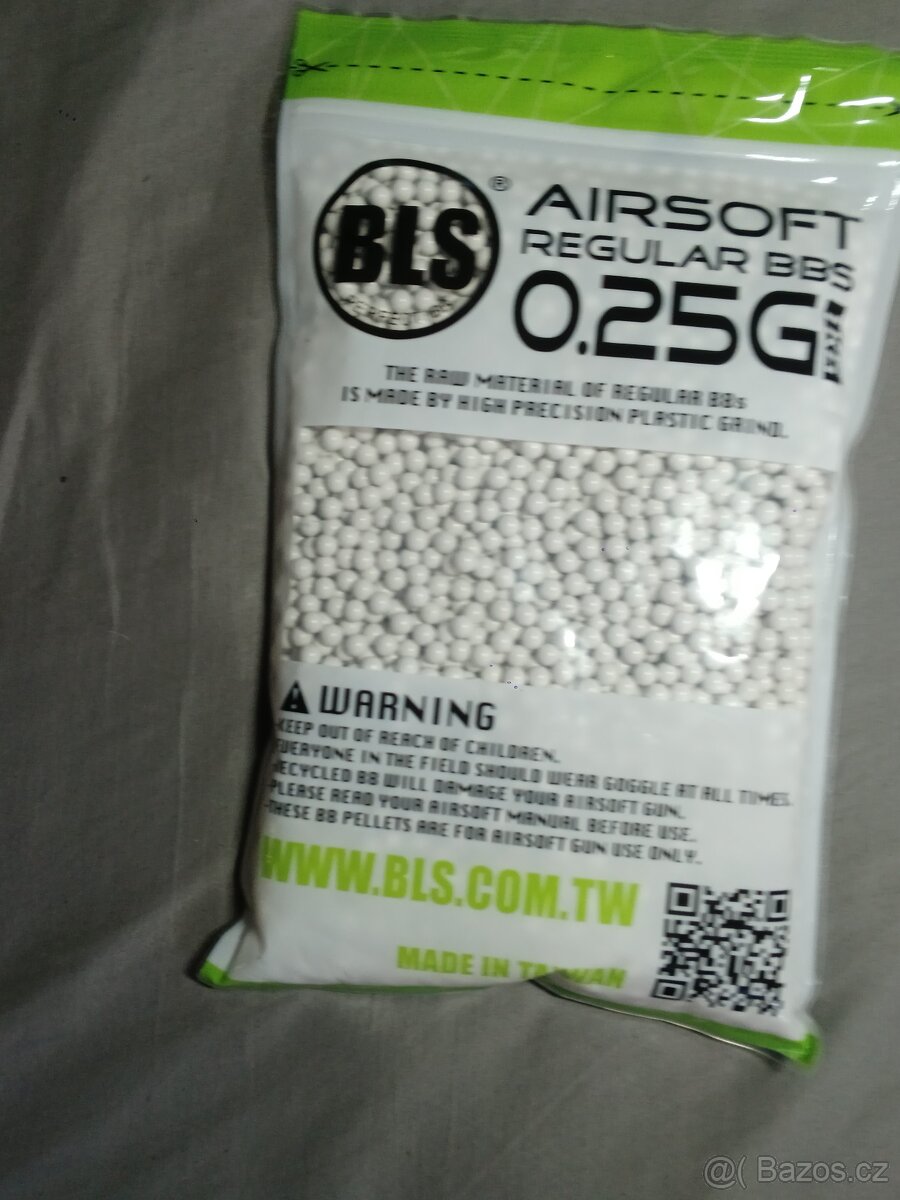 BLS
®
AIRSOFT
REGULAR BBS
0.25G
THE RAW MATERIAL OF REGULAR BBs
IS MADE BY HIGH PRECISION PLASTIC GRIND.
WARNING
-KEEP OUT OF REACH OF CHILDREN.
-EVERYONE IN THE FIELD SHOULD WEAR GOGGLE AT ALL TIMES.
-RECYCLED BB WILL DAMAGE YOUR AIRSOFT GUN.
-PLEASE READ YOUR AIRSOFT MANUAL BEFORE USE.
-THESE BB PELLETS ARE FOR AIRSOFT GUN USE ONLY.
WWW.BLS.COM.TW
MADE IN TAIWAN
@( Bazos.cz